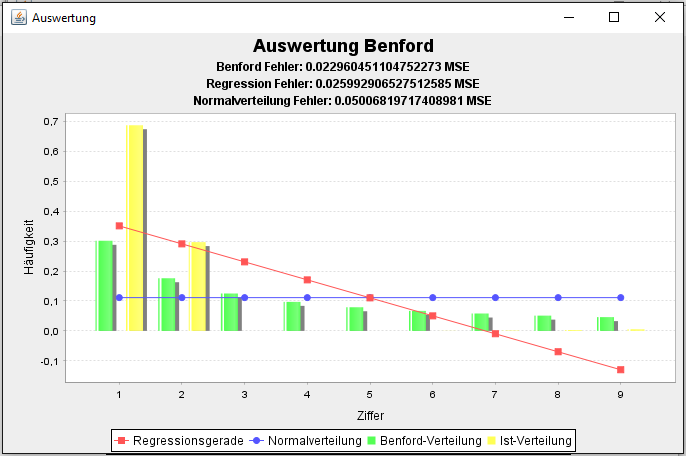 Auswertung
Auswertung Benford
Benford Fehler: 0.022960451104752273 MSE
Regression Fehler: 0.025992906527512585 MSE
Normalverteilung Fehler: 0.05006819717408981 MSE
Häufigkeit
0,7
0,6
0,5
0,4
0,3
0,2
0,1
0,0
-0,1
1 2 3 4 5 6 7 8 9
Ziffer
Regressionsgerade Normalverteilung Benford-Verteilung Ist-Verteilung